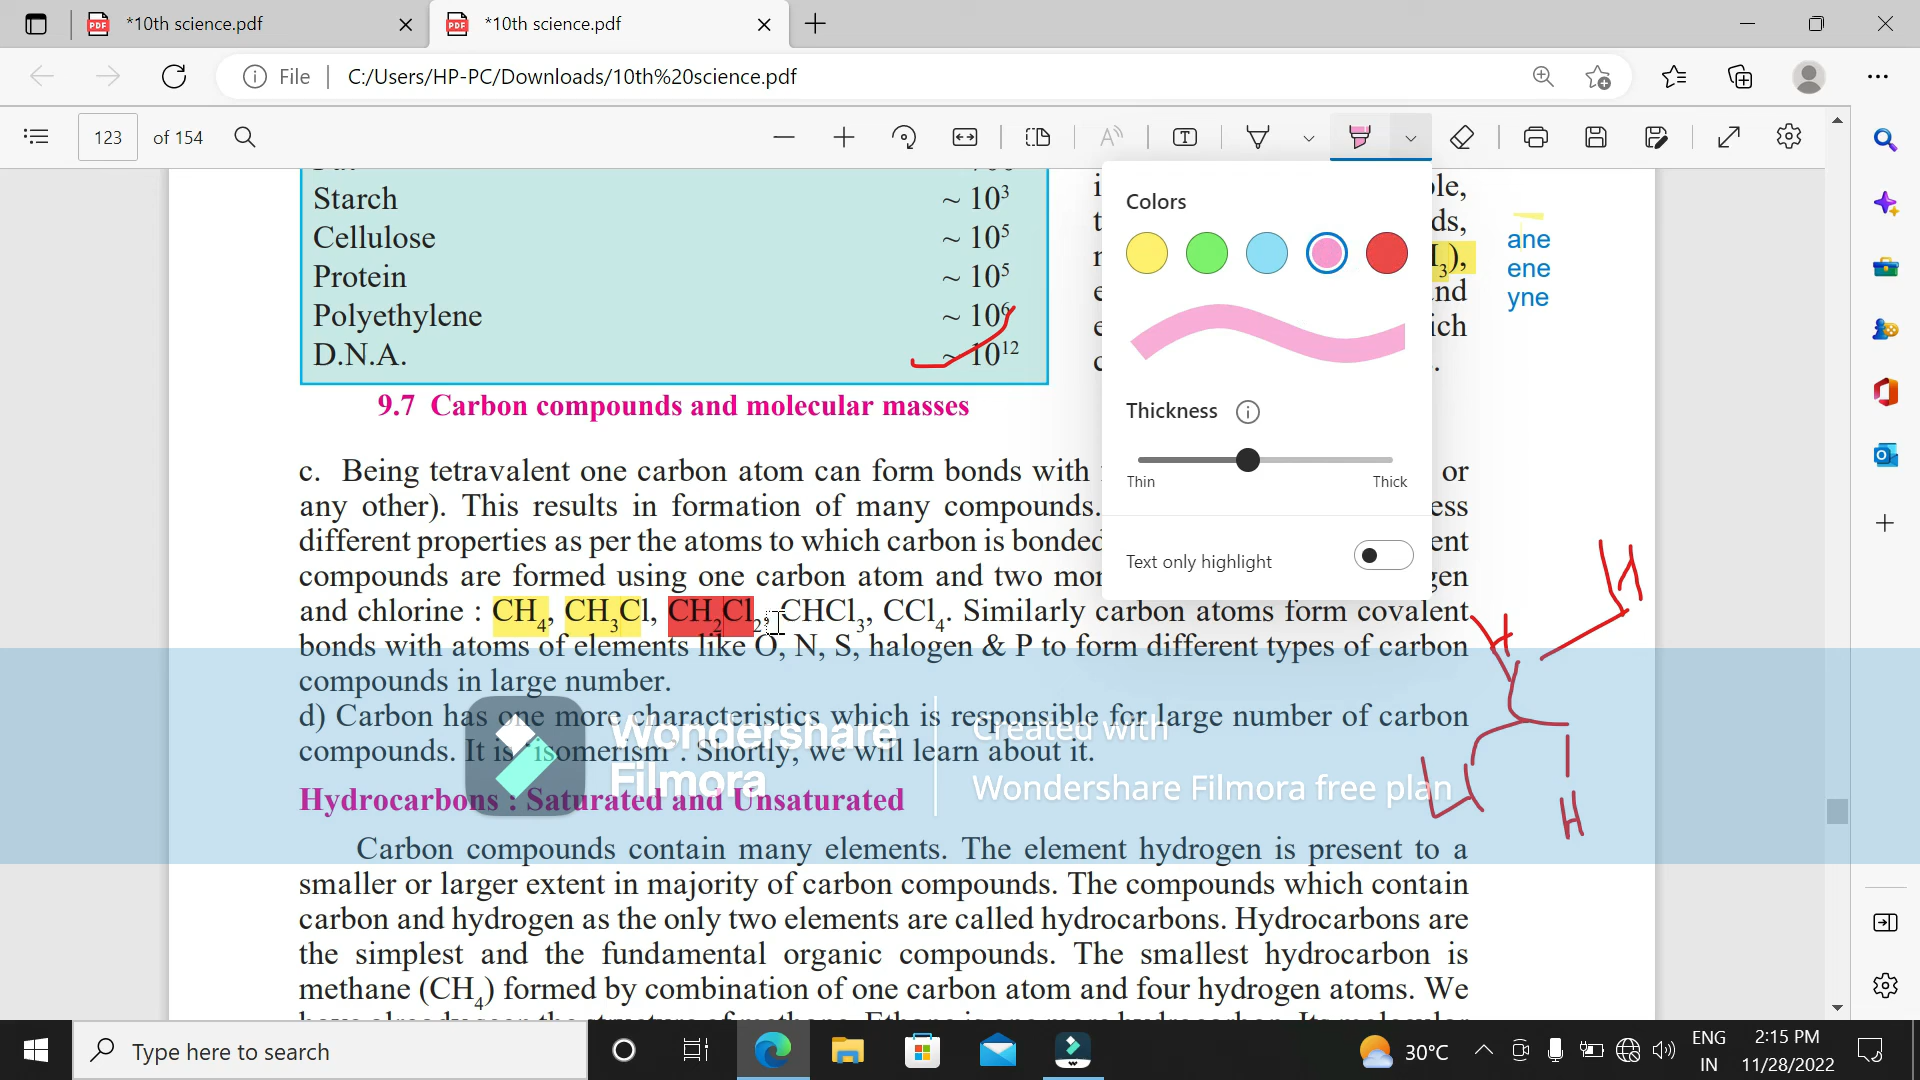 *10th science.pdf
*10th science.pdf
File
C:/Users/HP-PC/Downloads/10th%20science.pdf
123 of 154
Starch ~ 10³
Cellulose ~ 10⁵
Protein ~ 10⁵
Polyethylene ~ 10⁶
D.N.A. ~ 10¹²
9.7 Carbon compounds and molecular masses
ane
ene
yne
Colors
Thickness
Thin Thick
Text only highlight
c. Being tetravalent one carbon atom can form bonds with or
any other). This results in formation of many compounds.
different properties as per the atoms to which carbon is bonded
compounds are formed using one carbon atom and two
and chlorine : CH₄, CH₃Cl, CH₂Cl₂, CHCl₃, CCl₄. Similarly carbon atoms form covalent
bonds with atoms of elements like O, N, S, halogen & P to form different types of carbon
compounds in large number.
d) Carbon has one more characteristics which is responsible for large number of carbon
compounds. It is 'isomerism'. Shortly, we will learn about it.
Hydrocarbons : Saturated and Unsaturated
Carbon compounds contain many elements. The element hydrogen is present to a
smaller or larger extent in majority of carbon compounds. The compounds which contain
carbon and hydrogen as the only two elements are called hydrocarbons. Hydrocarbons are
the simplest and the fundamental organic compounds. The smallest hydrocarbon is
methane (CH₄) formed by combination of one carbon atom and four hydrogen atoms. We
H
H
H
Wondershare
Filmora
Created with
Wondershare Filmora free plan
Type here to search
30°C
ENG
IN
2:15 PM
11/28/2022